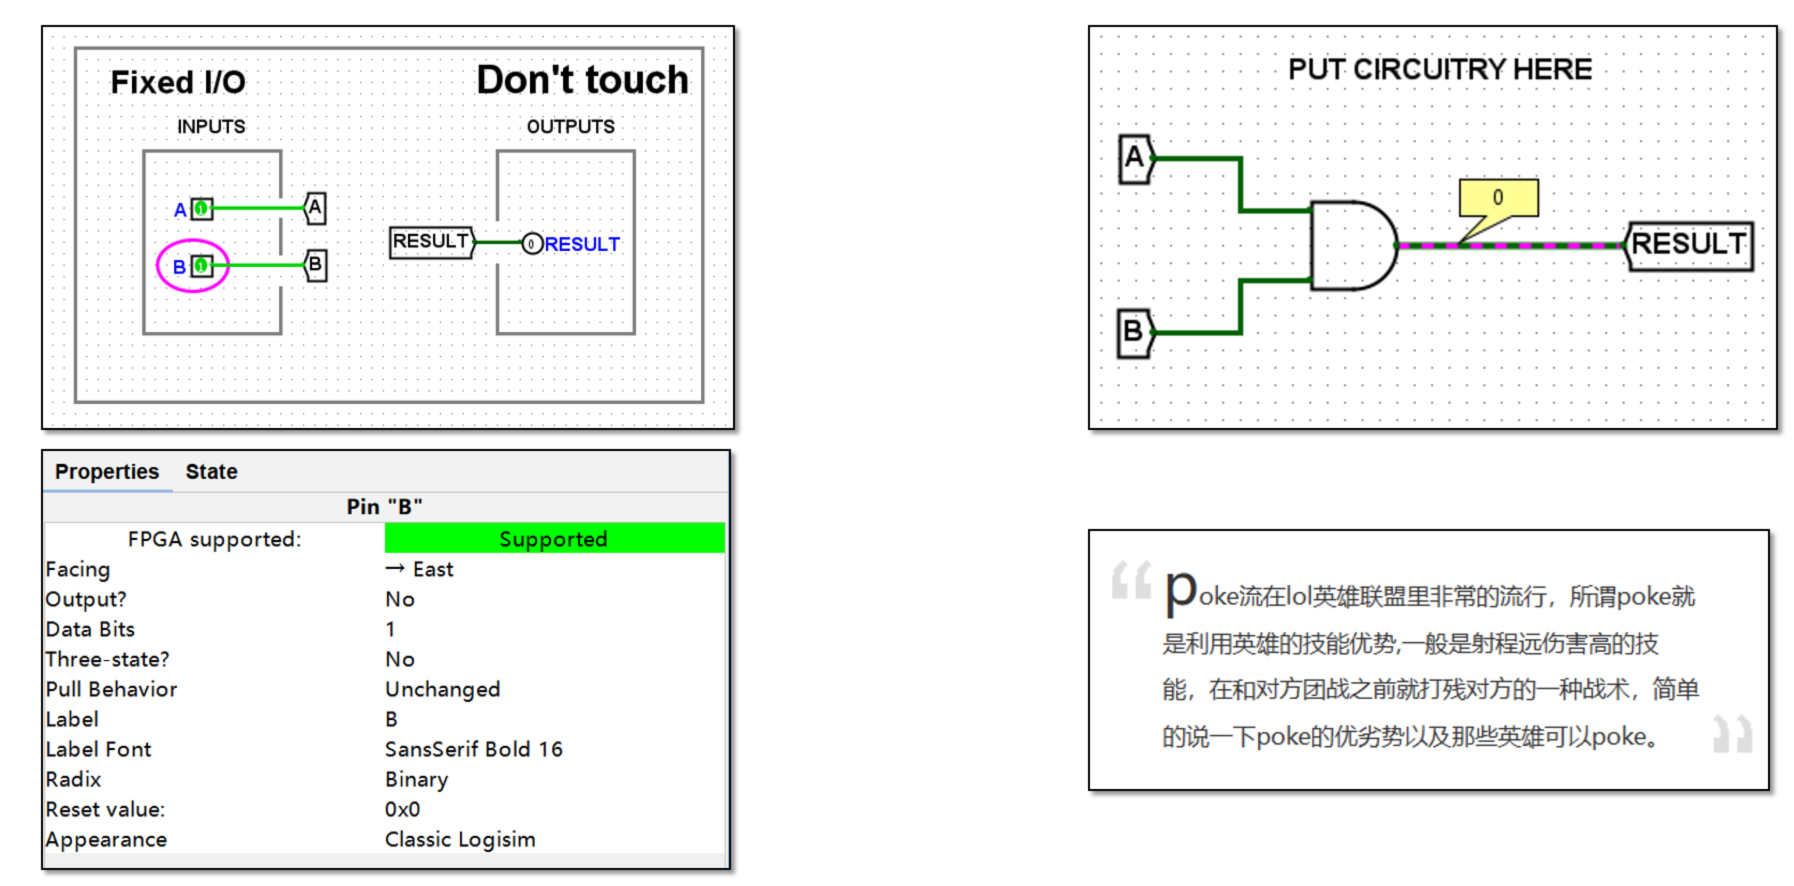 Fixed I/O
Don't touch
INPUTS
OUTPUTS
A 1 A
B 1 B
RESULT 0 RESULT
PUT CIRCUITRY HERE
A
0
RESULT
B
Properties State
Pin "B"
FPGA supported: Supported
Facing → East
Output? No
Data Bits 1
Three-state? No
Pull Behavior Unchanged
Label B
Label Font SansSerif Bold 16
Radix Binary
Reset value: 0x0
Appearance Classic Logisim
“poke流在lol英雄联盟里非常的流行，所谓poke就
是利用英雄的技能优势,一般是射程远伤害高的技
能，在和对方团战之前就打残对方的一种战术，简单
的说一下poke的优劣势以及那些英雄可以poke。”